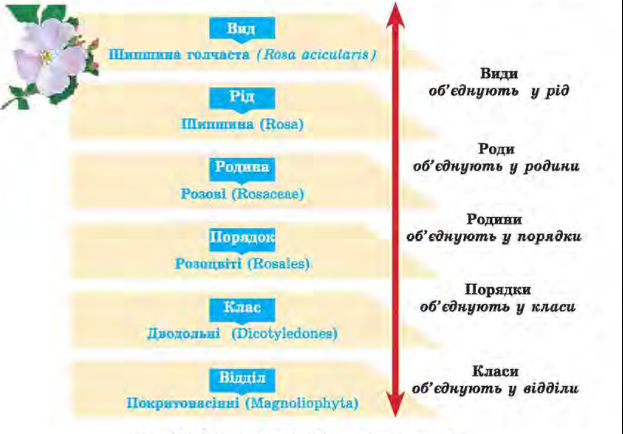 Вид
Шипшина голчаста (Rosa acicularis)
Види
об'єднують у рід
Рід
Шипшина (Rosa)
Роди
об'єднують у родини
Родина
Розові (Rosaceae)
Родини
об'єднують у порядки
Порядок
Розоцвіті (Rosales)
Порядки
об'єднують у класи
Клас
Дводольні (Dicotyledones)
Класи
об'єднують у відділи
Відділ
Покритонасінні (Magnoliophyta)